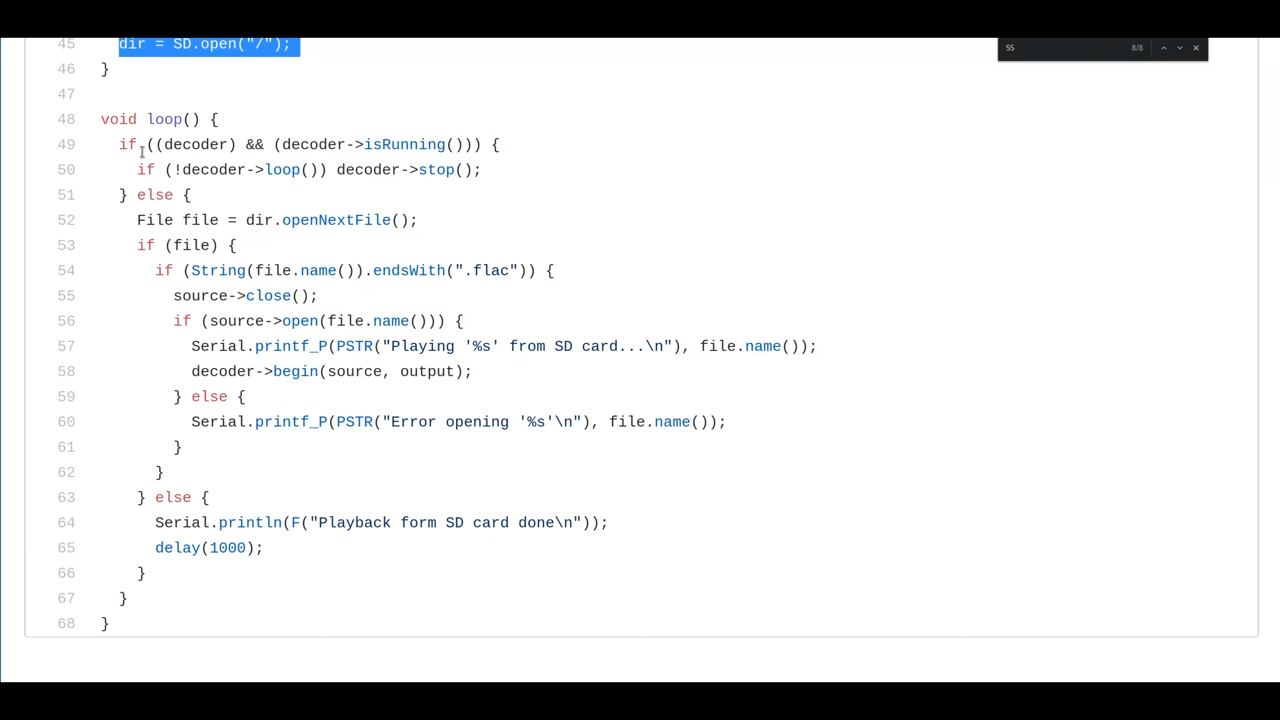 45 dir = SD.open("/");
SS 8/8
46 }
47
48 void loop() {
49 if ((decoder) && (decoder->isRunning())) {
50 if (!decoder->loop()) decoder->stop();
51 } else {
52 File file = dir.openNextFile();
53 if (file) {
54 if (String(file.name()).endsWith(".flac")) {
55 source->close();
56 if (source->open(file.name())) {
57 Serial.printf_P(PSTR("Playing '%s' from SD card...\n"), file.name());
58 decoder->begin(source, output);
59 } else {
60 Serial.printf_P(PSTR("Error opening '%s'\n"), file.name());
61 }
62 }
63 } else {
64 Serial.println(F("Playback form SD card done\n"));
65 delay(1000);
66 }
67 }
68 }